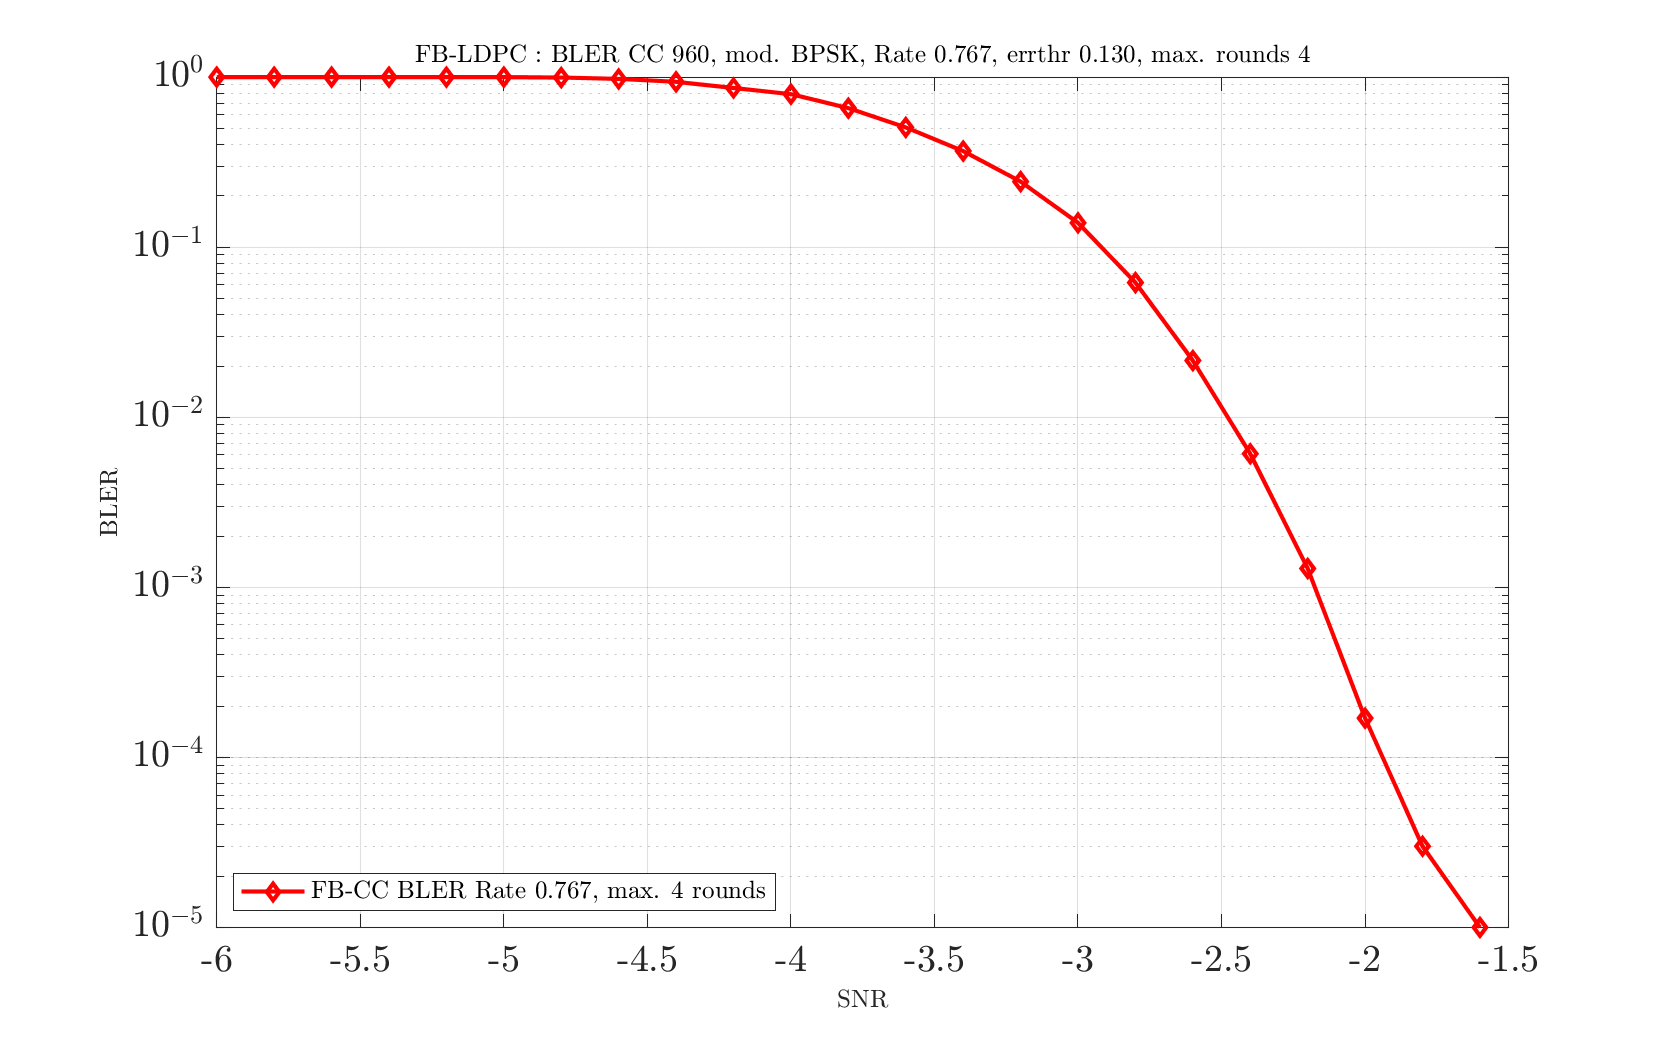 FB-LDPC : BLER CC 960, mod. BPSK, Rate 0.767, errthr 0.130, max. rounds 4
10^0
10^-1
10^-2
10^-3
10^-4
10^-5
BLER
FB-CC BLER Rate 0.767, max. 4 rounds
-6 -5.5 -5 -4.5 -4 -3.5 -3 -2.5 -2 -1.5
SNR